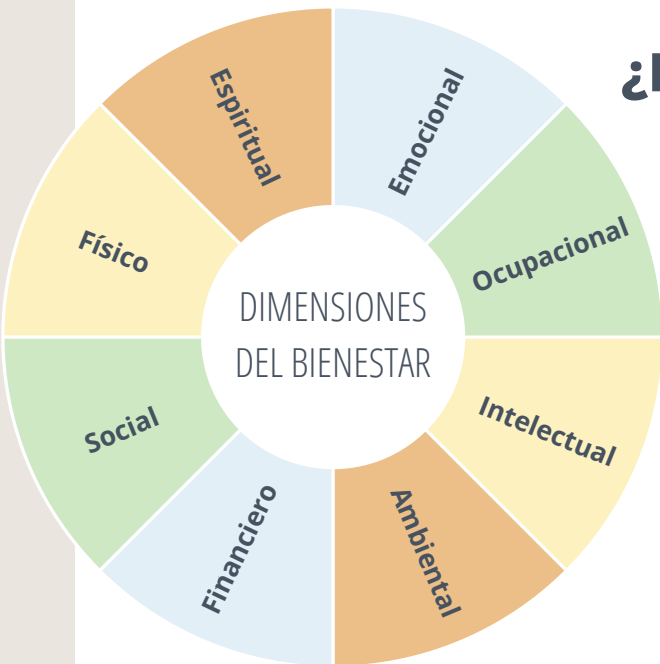 Emocional
Ocupacional
Intelectual
Ambiental
Financiero
Social
Físico
Espiritual
DIMENSIONES
DEL BIENESTAR